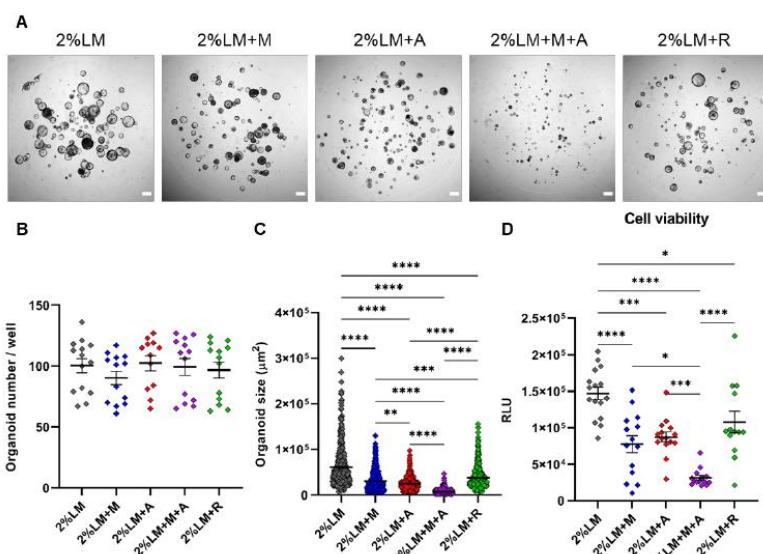 A
2%LM
2%LM+M
2%LM+A
2%LM+M+A
2%LM+R
B
Organoid number / well
150
100
50
0
2%LM
2%LM+M
2%LM+A
2%LM+M+A
2%LM+R
C
Organoid size (μm²)
4×10⁵
3×10⁵
2×10⁵
1×10⁵
0
****
****
****
****
****
****
***
****
**
****
2%LM
2%LM+M
2%LM+A
2%LM+M+A
2%LM+R
D
Cell viability
RLU
2.5×10⁵
2×10⁵
1.5×10⁵
1×10⁵
5×10⁴
0
*
****
***
****
****
*
***
2%LM
2%LM+M
2%LM+A
2%LM+M+A
2%LM+R